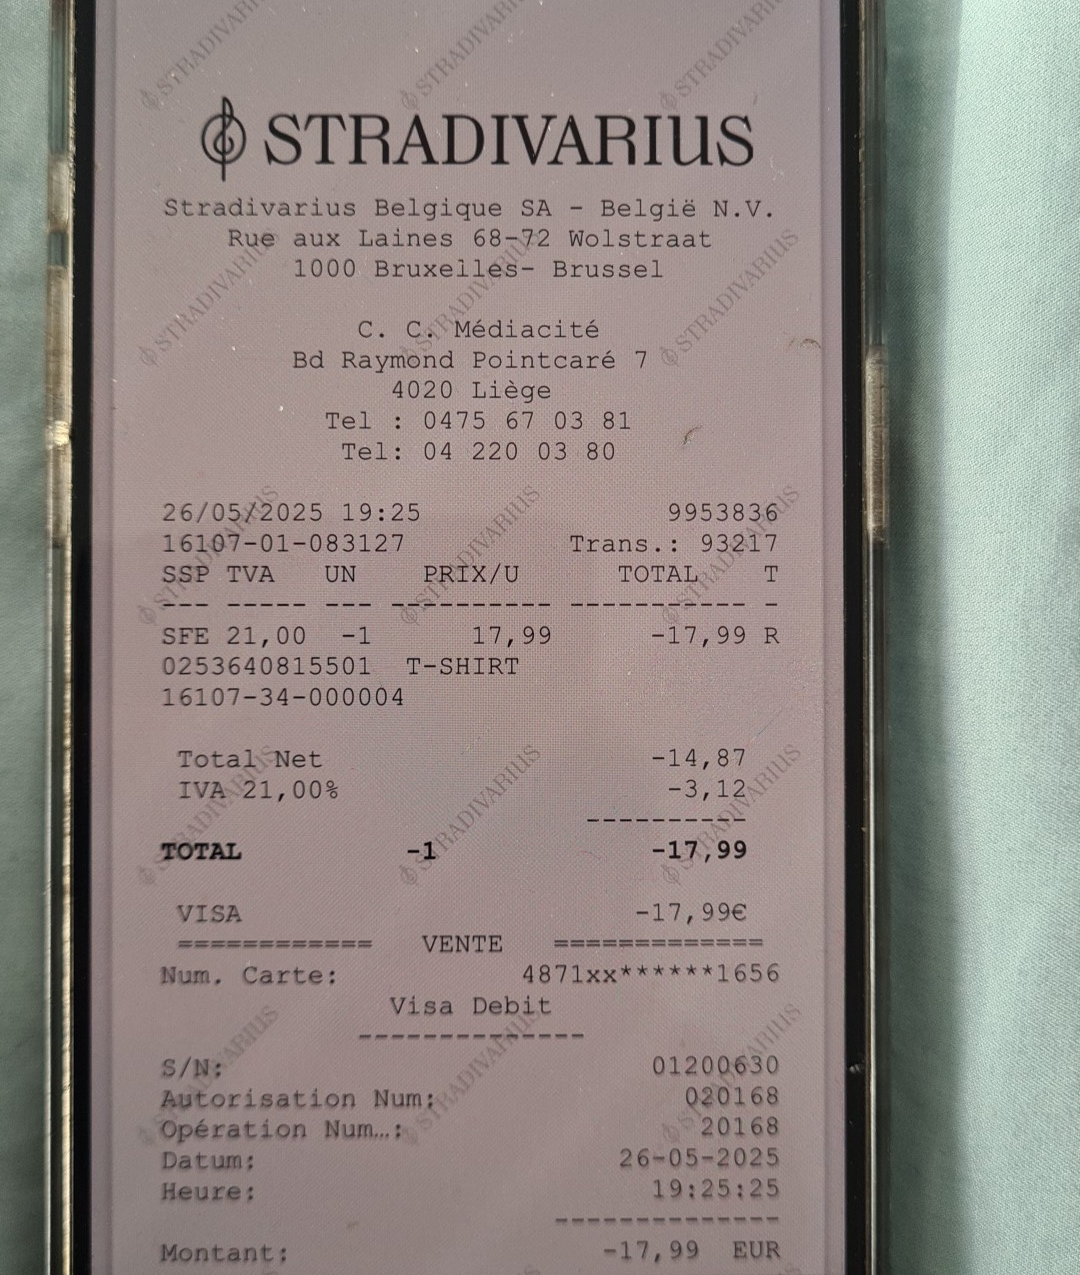 STRADIVARIUS
Stradivarius Belgique SA - België N.V.
Rue aux Laines 68-72 Wolstraat
1000 Bruxelles- Brussel
C. C. Médiacité
Bd Raymond Pointcaré 7
4020 Liège
Tel : 0475 67 03 81
Tel: 04 220 03 80
26/05/2025 19:25 9953836
16107-01-083127 Trans.: 93217
SSP TVA UN PRIX/U TOTAL T
--- ----- --- ---------- ----------- -
SFE 21,00 -1 17,99 -17,99 R
0253640815501 T-SHIRT
16107-34-000004
Total Net -14,87
IVA 21,00% -3,12
----------
TOTAL -1 -17,99
VISA -17,99€
============ VENTE =============
Num. Carte: 4871xx******1656
Visa Debit
--------------
S/N: 01200630
Autorisation Num: 020168
Opération Num…: 20168
Datum: 26-05-2025
Heure: 19:25:25
--------------
Montant: -17,99 EUR